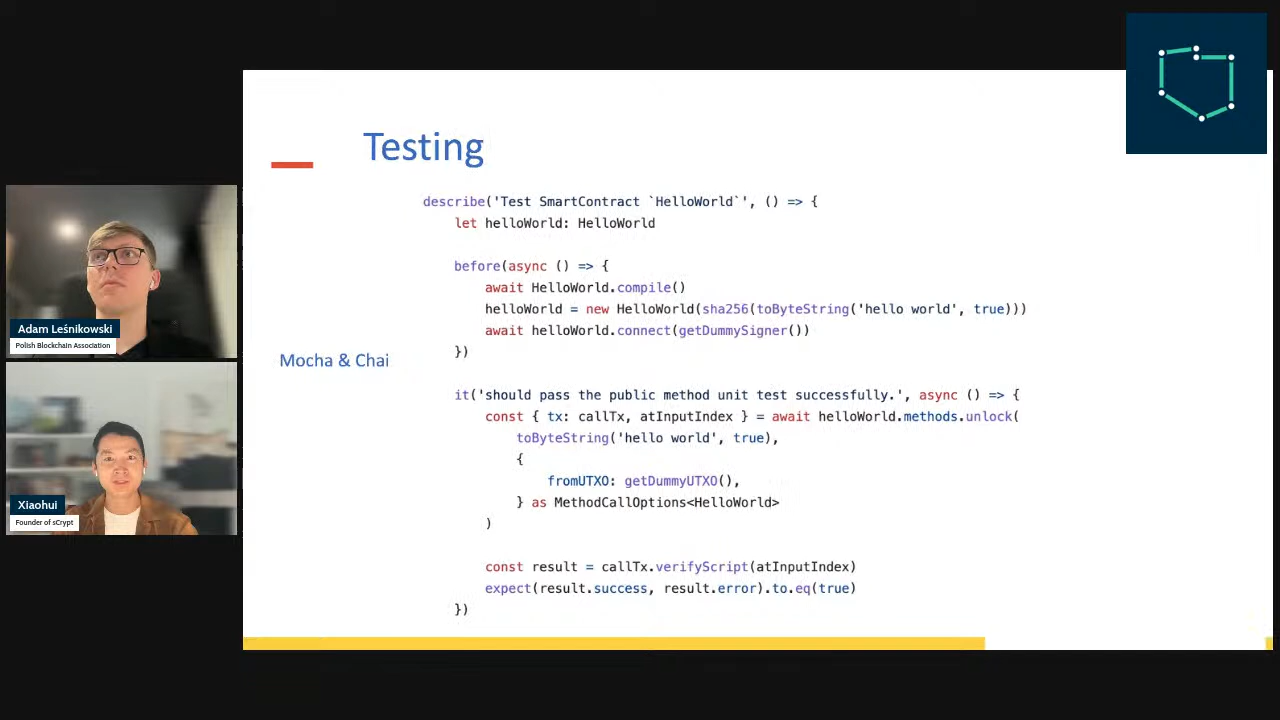 Testing
describe('Test SmartContract `HelloWorld`', () => {
let helloWorld: HelloWorld
before(async () => {
await HelloWorld.compile()
helloWorld = new HelloWorld(sha256(toByteString('hello world', true)))
await helloWorld.connect(getDummySigner())
})
Mocha & Chai
it('should pass the public method unit test successfully.', async () => {
const { tx: callTx, atInputIndex } = await helloWorld.methods.unlock(
toByteString('hello world', true),
{
fromUTXO: getDummyUTXO(),
} as MethodCallOptions<HelloWorld>
)
const result = callTx.verifyScript(atInputIndex)
expect(result.success, result.error).to.eq(true)
})
Adam Leśnikowski
Polish Blockchain Association
Xiaohui
Founder of sCrypt